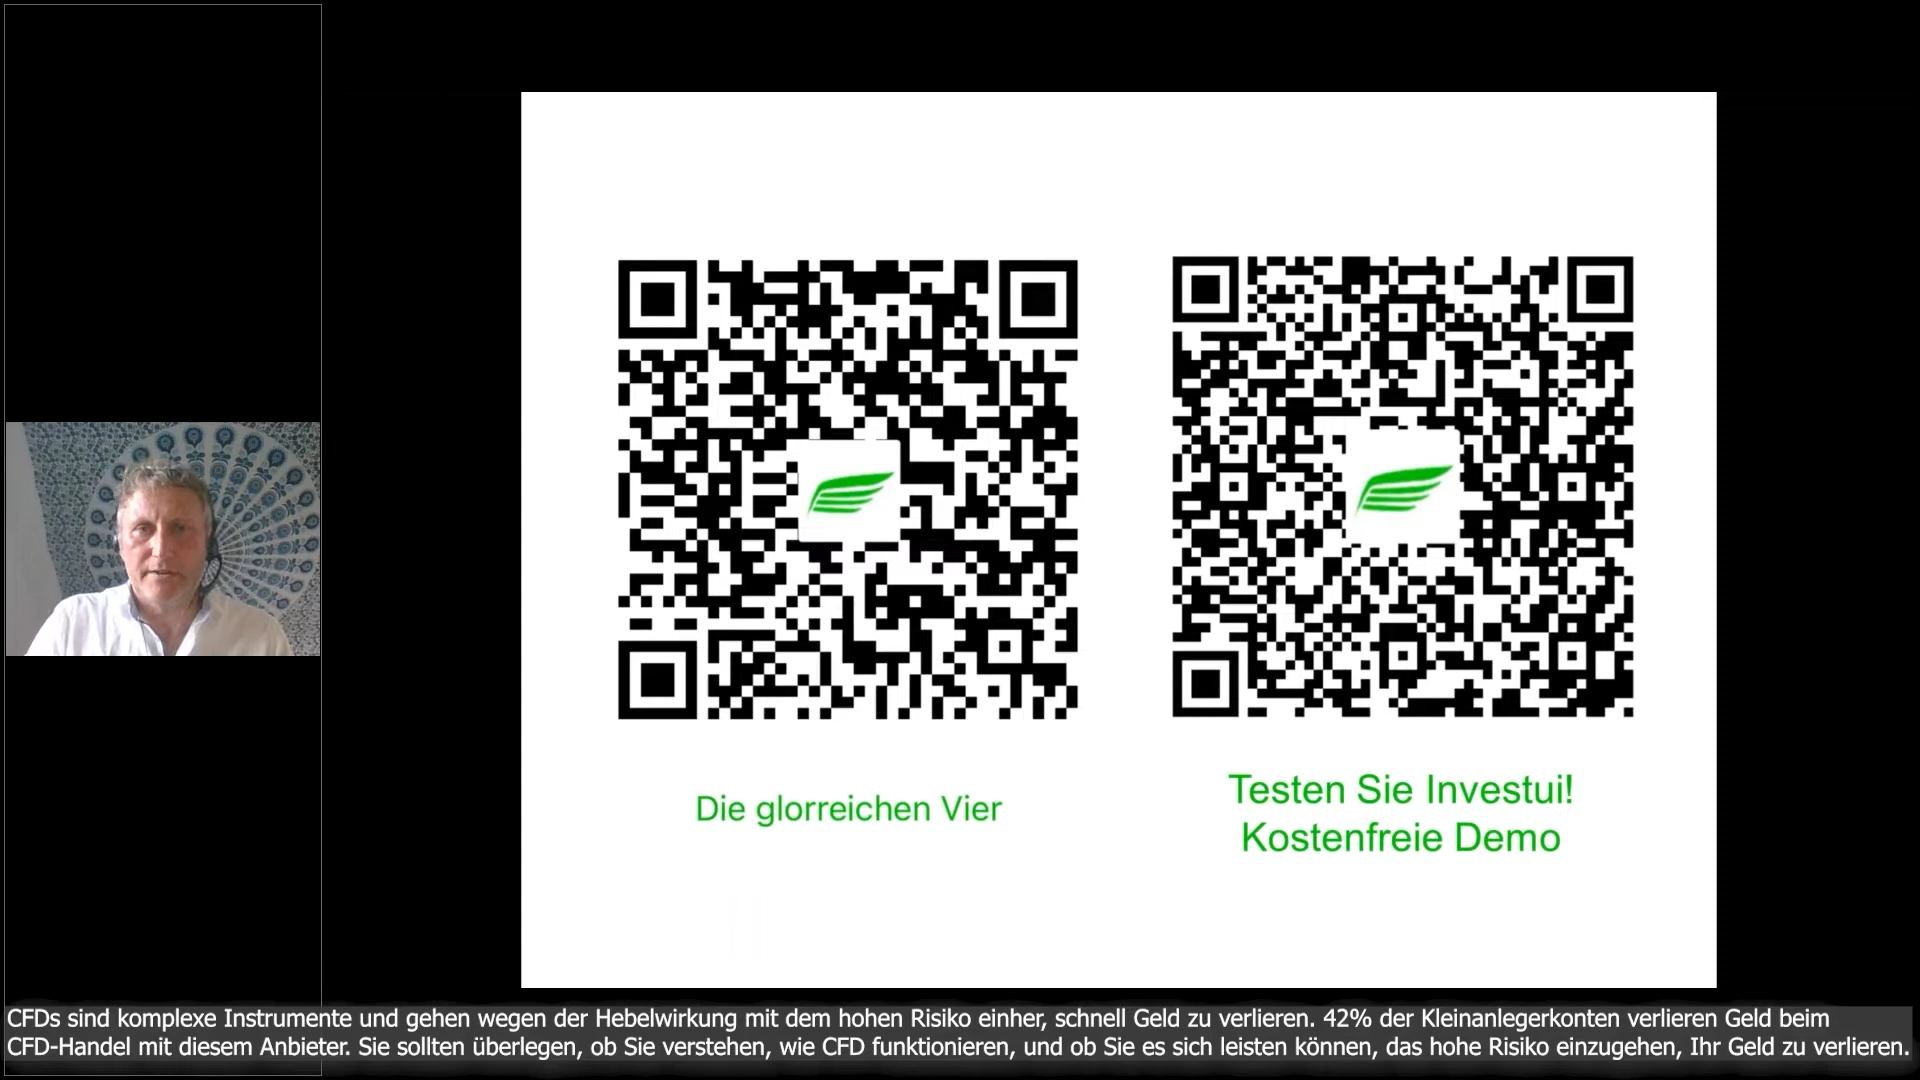 Die glorreichen Vier
Testen Sie Investui!
Kostenfreie Demo
CFDs sind komplexe Instrumente und gehen wegen der Hebelwirkung mit dem hohen Risiko einher, schnell Geld zu verlieren. 42% der Kleinanlegerkonten verlieren Geld beim
CFD-Handel mit diesem Anbieter. Sie sollten überlegen, ob Sie verstehen, wie CFD funktionieren, und ob Sie es sich leisten können, das hohe Risiko einzugehen, Ihr Geld zu verlieren.